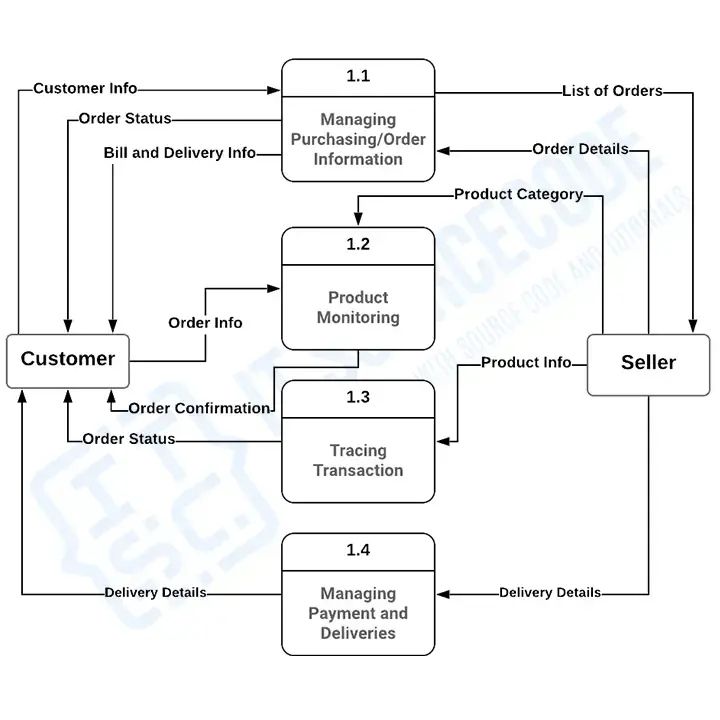 1.1
Customer Info
List of Orders
Order Status
Managing
Purchasing/Order
Information
Bill and Delivery Info
Order Details
Product Category
1.2
Product
Monitoring
Order Info
Customer
Seller
Product Info
1.3
Order Confirmation
Order Status
Tracing
Transaction
1.4
Delivery Details
Managing
Payment and
Deliveries
Delivery Details